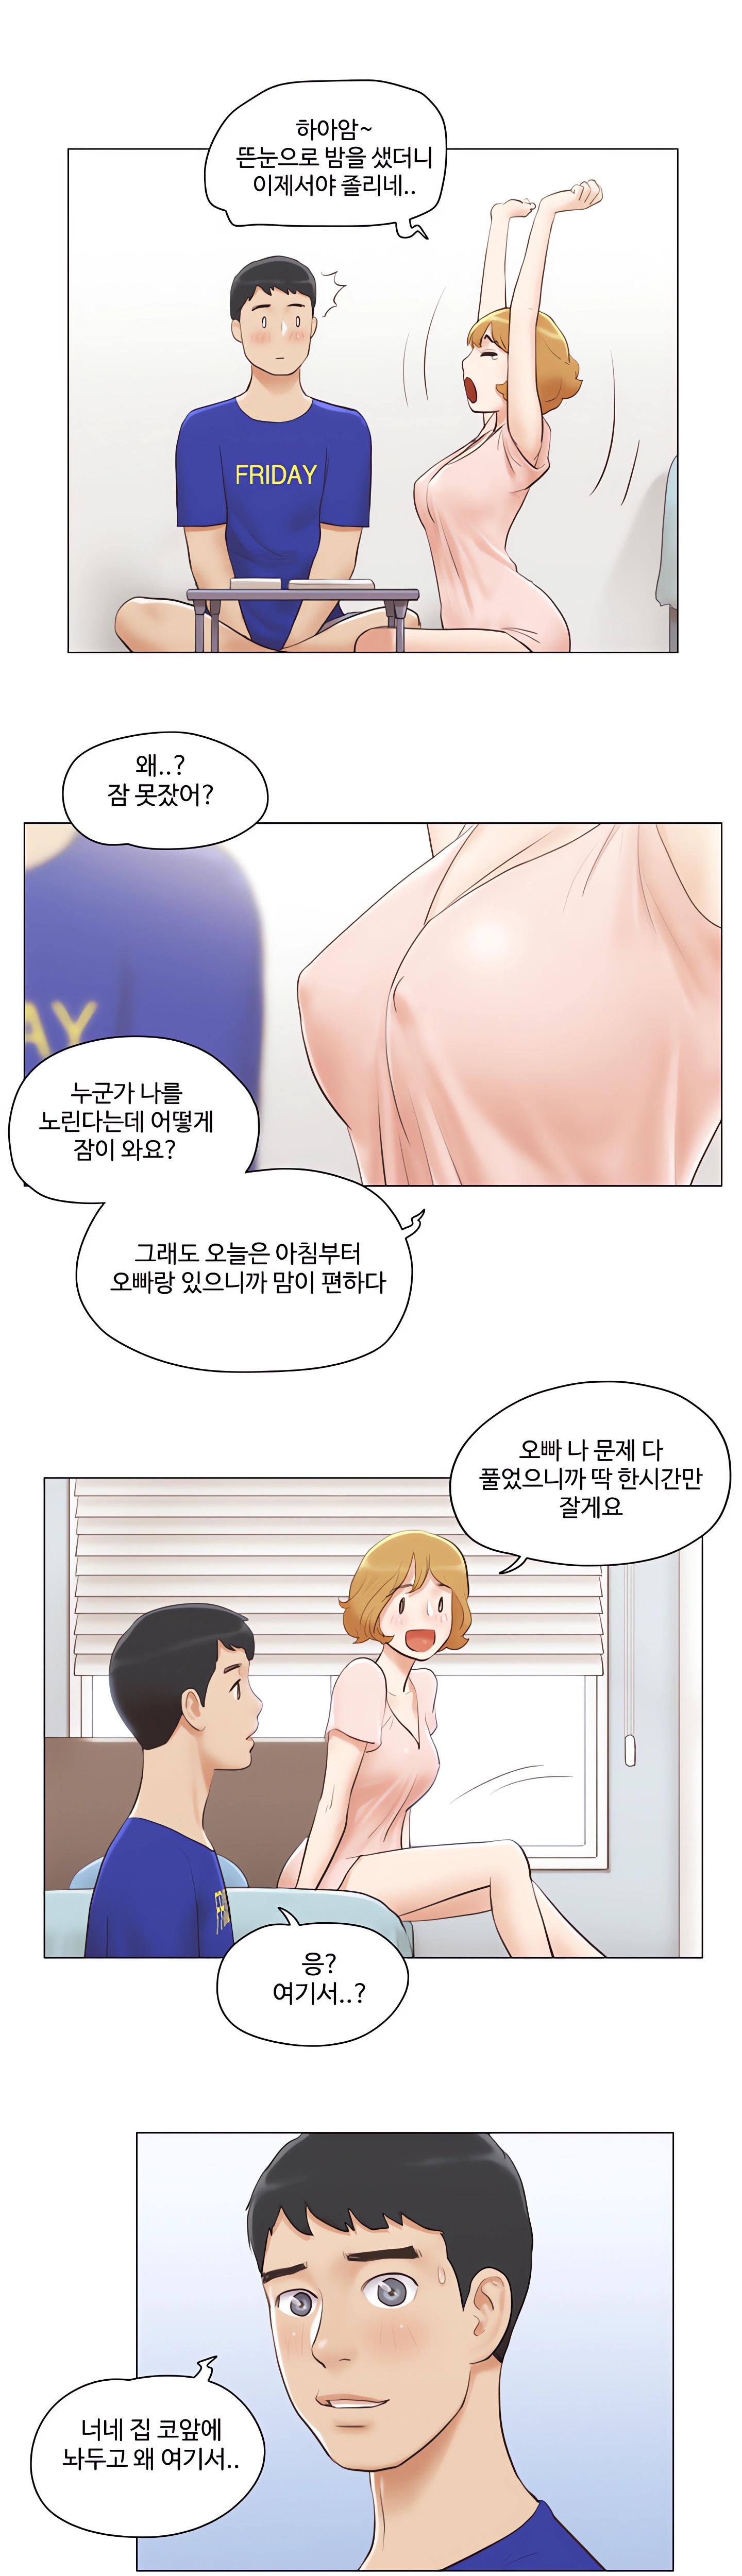 하아암~
뜬눈으로 밤을 샜더니
이제서야 졸리네..
FRIDAY
왜..?
잠 못잤어?
AY
누군가 나를
노린다는데 어떻게
잠이 와요?
그래도 오늘은 아침부터
오빠랑 있으니까 맘이 편하다
오빠 나 문제 다
풀었으니까 딱 한시간만
잘게요
응?
여기서..?
너네 집 코앞에
놔두고 왜 여기서..